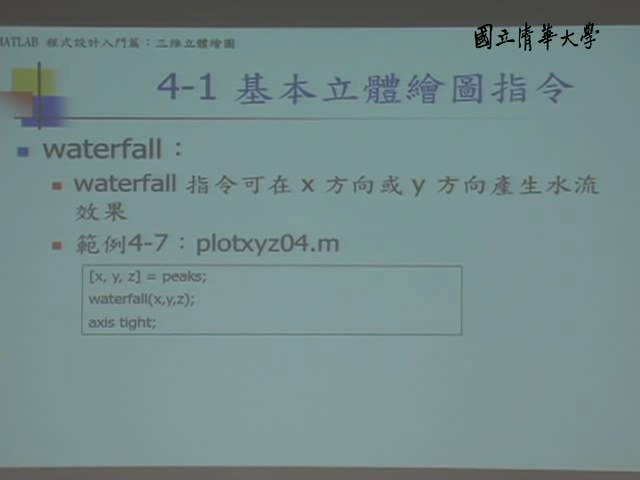 MATLAB 程式設計入門篇：三維立體繪圖
國立清華大學
4-1 基本立體繪圖指令
waterfall：
waterfall 指令可在 x 方向或 y 方向產生水流
效果
範例4-7：plotxyz04.m
[x, y, z] = peaks;
waterfall(x,y,z);
axis tight;